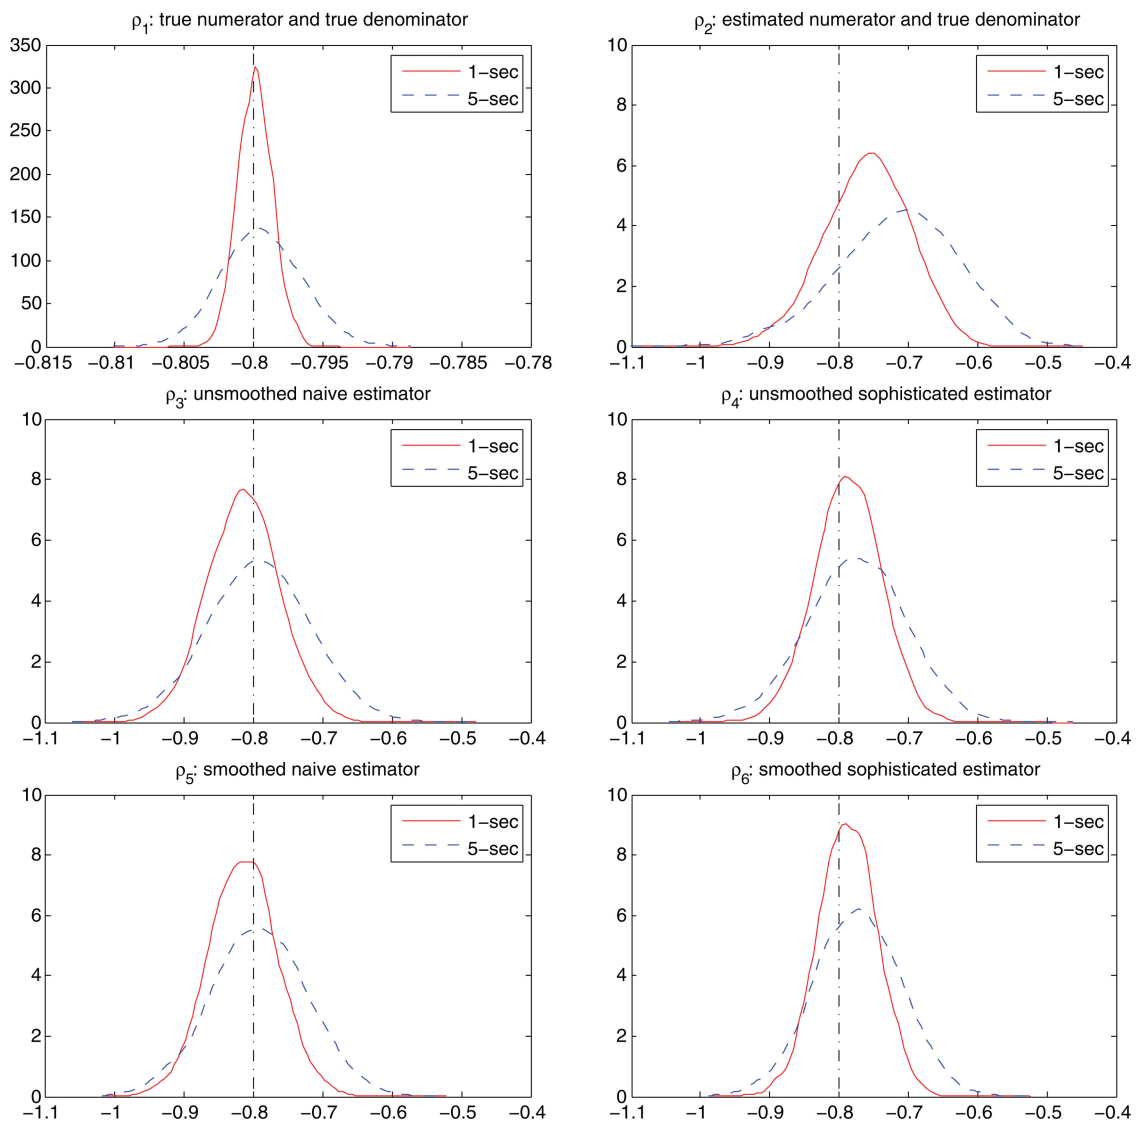 ρ1: true numerator and true denominator
350
300
250
200
150
100
50
0
−0.815 −0.81 −0.805 −0.8 −0.795 −0.79 −0.785 −0.78
1−sec
5−sec
ρ2: estimated numerator and true denominator
10
8
6
4
2
0
−1.1 −1 −0.9 −0.8 −0.7 −0.6 −0.5 −0.4
1−sec
5−sec
ρ3: unsmoothed naive estimator
10
8
6
4
2
0
−1.1 −1 −0.9 −0.8 −0.7 −0.6 −0.5 −0.4
1−sec
5−sec
ρ4: unsmoothed sophisticated estimator
10
8
6
4
2
0
−1.1 −1 −0.9 −0.8 −0.7 −0.6 −0.5 −0.4
1−sec
5−sec
ρ5: smoothed naive estimator
10
8
6
4
2
0
−1.1 −1 −0.9 −0.8 −0.7 −0.6 −0.5 −0.4
1−sec
5−sec
ρ6: smoothed sophisticated estimator
10
8
6
4
2
0
−1.1 −1 −0.9 −0.8 −0.7 −0.6 −0.5 −0.4
1−sec
5−sec